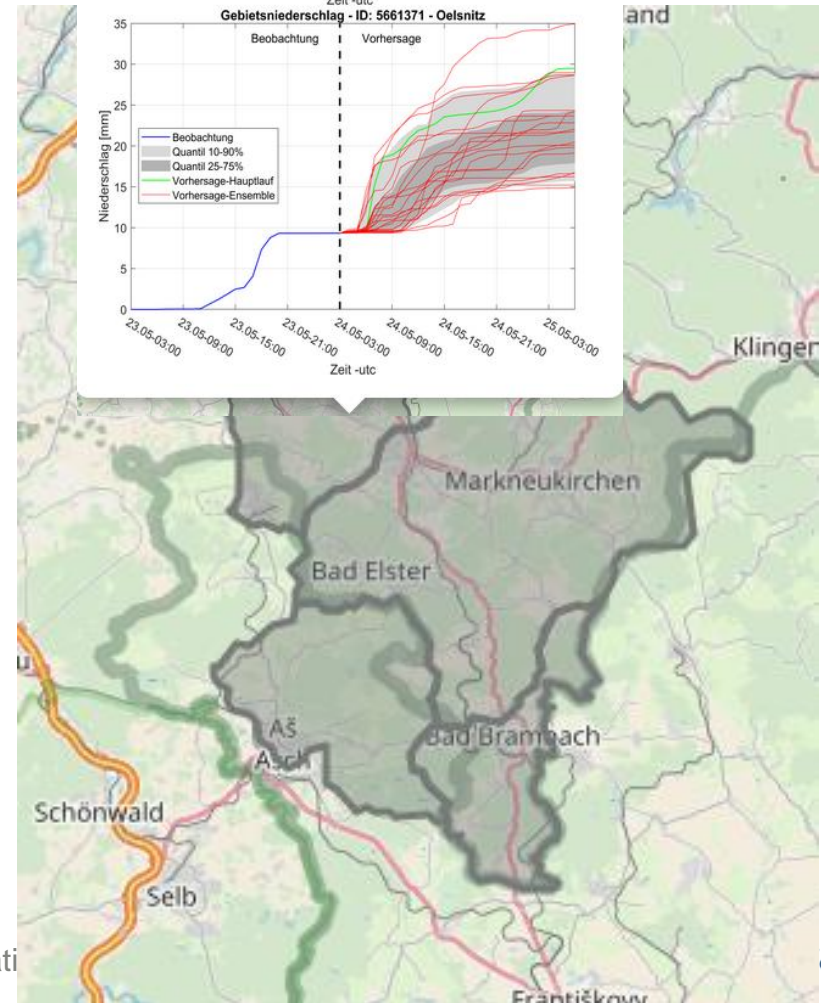 Zeit -utc
Gebietsniederschlag - ID: 5661371 - Oelsnitz
Beobachtung
Vorhersage
Niederschlag [mm]
35
30
25
20
15
10
5
0
Beobachtung
Quantil 10-90%
Quantil 25-75%
Vorhersage-Hauptlauf
Vorhersage-Ensemble
23.05-03:00
23.05-09:00
23.05-15:00
23.05-21:00
24.05-03:00
24.05-09:00
24.05-15:00
24.05-21:00
25.05-03:00
Zeit -utc
and
Klingen
Markneukirchen
Bad Elster
u
Aš
Asch
Bad Brambach
Schönwald
Selb
ati
Františkovy